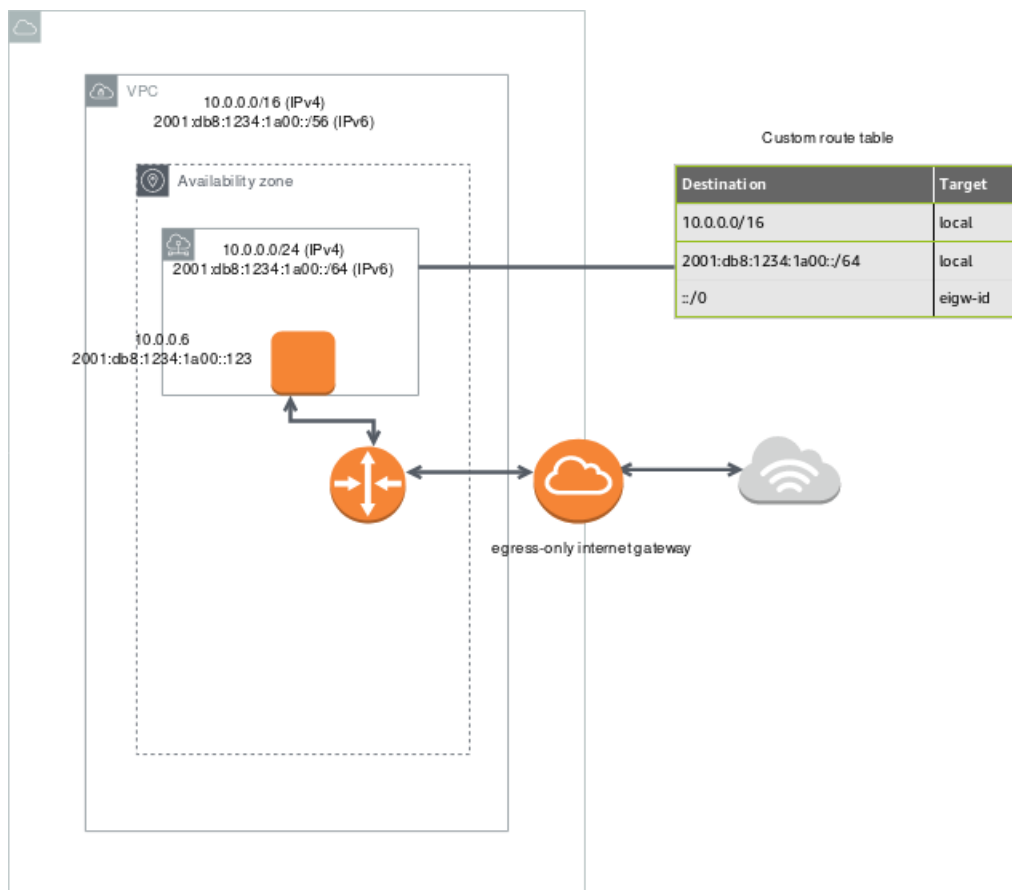 VPC
10.0.0.0/16 (IPv4)
2001:db8:1234:1a00::/56 (IPv6)
Availability zone
10.0.0.0/24 (IPv4)
2001:db8:1234:1a00::/64 (IPv6)
10.0.0.6
2001:db8:1234:1a00::123
egress-only internet gateway
Custom route table
Destination Target
10.0.0.0/16 local
2001:db8:1234:1a00::/64 local
::/0 eigw-id